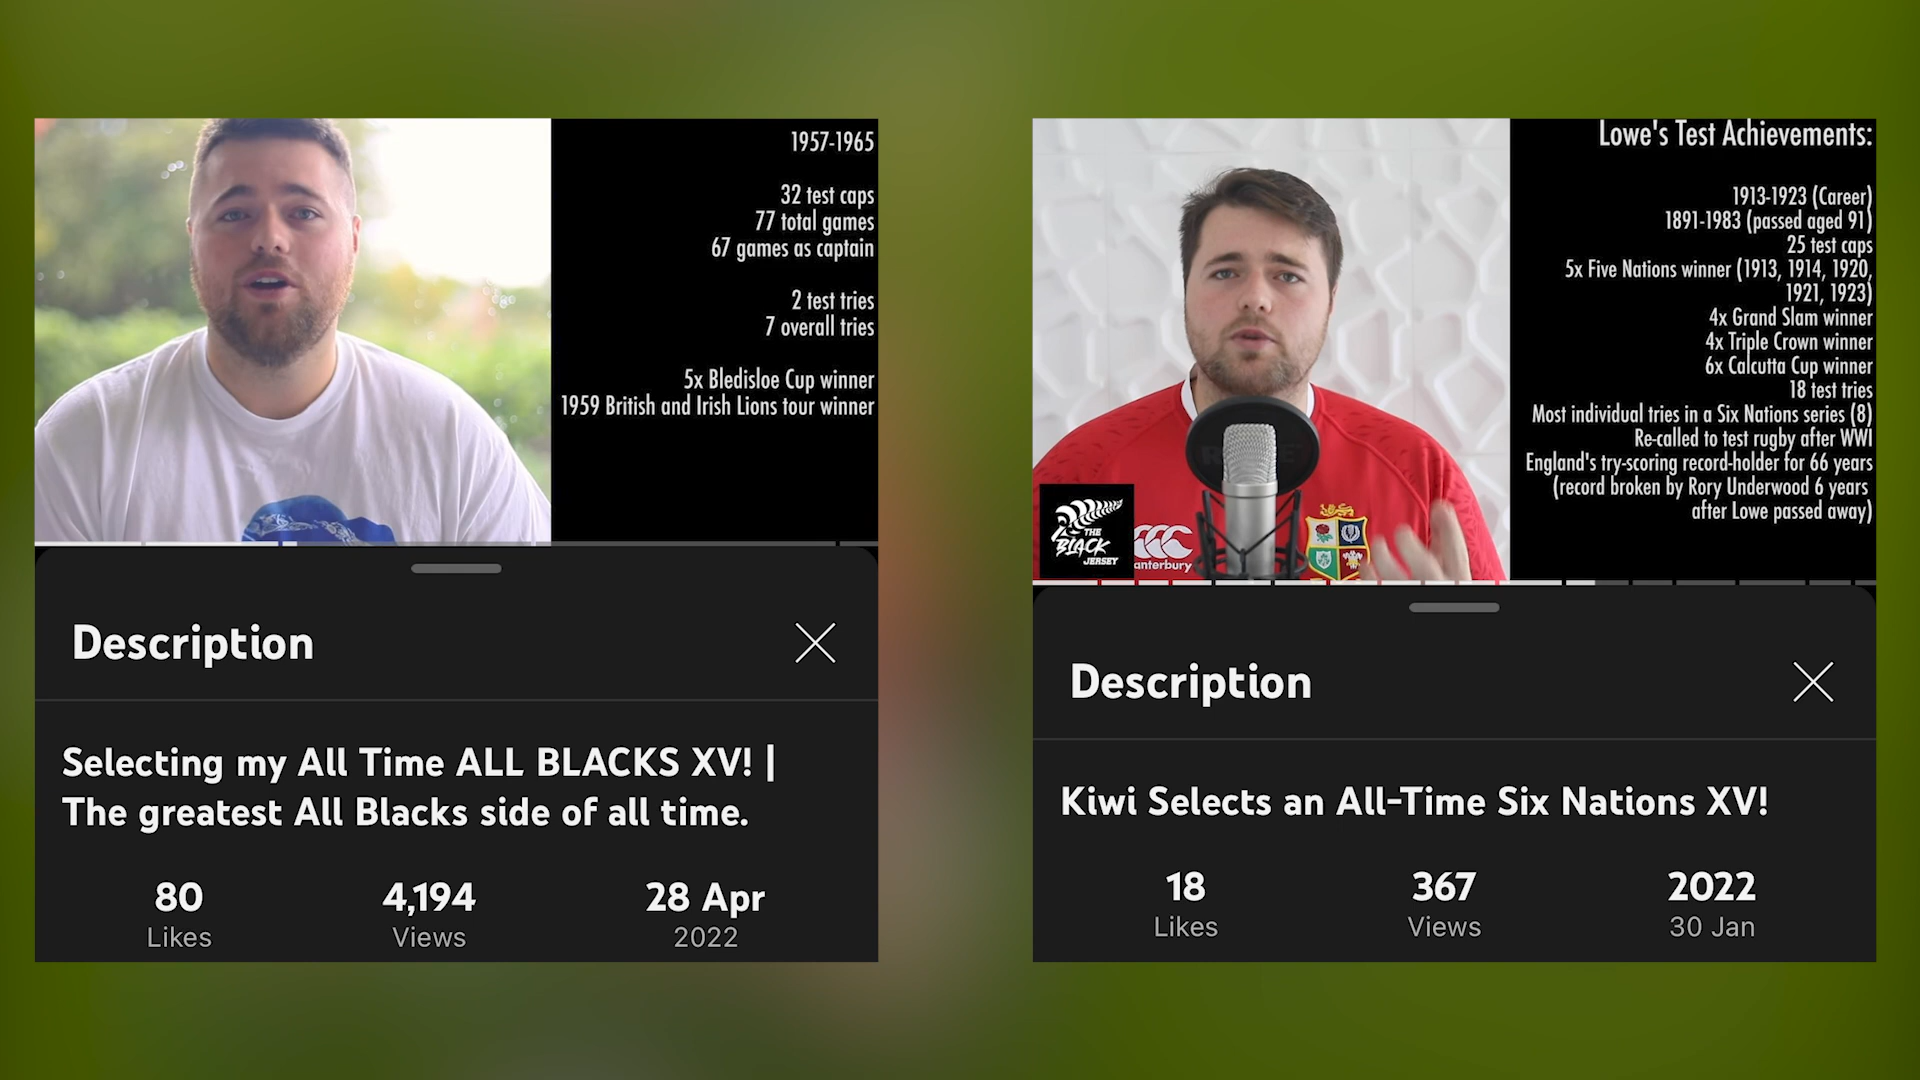 1957-1965
32 test caps
77 total games
67 games as captain
2 test tries
7 overall tries
5x Bledisloe Cup winner
1959 British and Irish Lions tour winner
Description
Selecting my All Time ALL BLACKS XV! |
The greatest All Blacks side of all time.
80
Likes
4,194
Views
28 Apr
2022
Lowe's Test Achievements:
1913-1923 (Career)
1891-1983 (passed aged 91)
25 test caps
5x Five Nations winner (1913, 1914, 1920,
1921, 1923)
4x Grand Slam winner
4x Triple Crown winner
6x Calcutta Cup winner
18 test tries
Most individual tries in a Six Nations series (8)
Re-called to test rugby after WWI
England's try-scoring record-holder for 66 years
(record broken by Rory Underwood 6 years
after Lowe passed away)
THE
BLACK
JERSEY
anterbury
Description
Kiwi Selects an All-Time Six Nations XV!
18
Likes
367
Views
2022
30 Jan